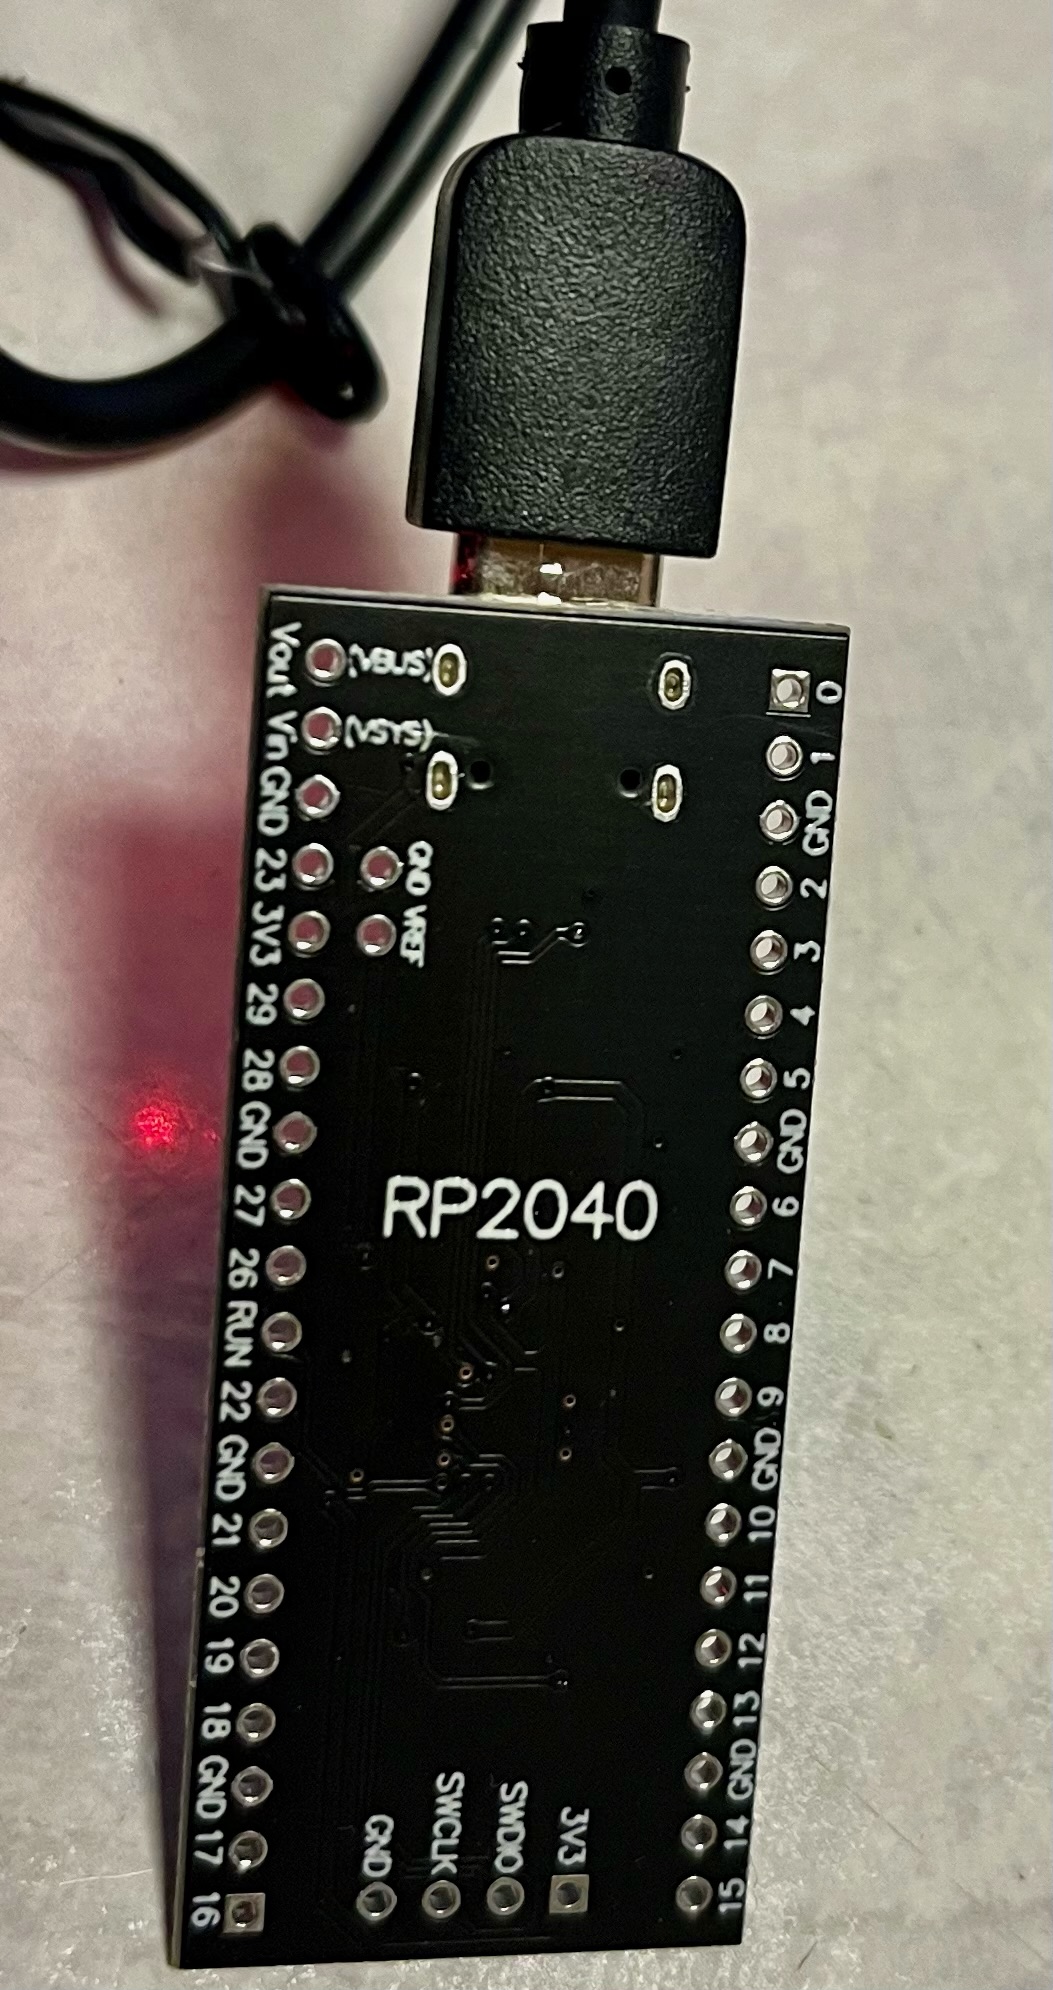 Vout
(VBUS)
Vin
(VSYS)
GND
23
GND
3V3
VREF
29
28
GND
27
26
RUN
22
GND
21
20
19
18
GND
17
16
RP2040
0
1
GND
2
3
4
5
GND
6
7
8
9
GND
10
11
12
13
GND
14
15
GND
SWCLK
SWDIO
3V3